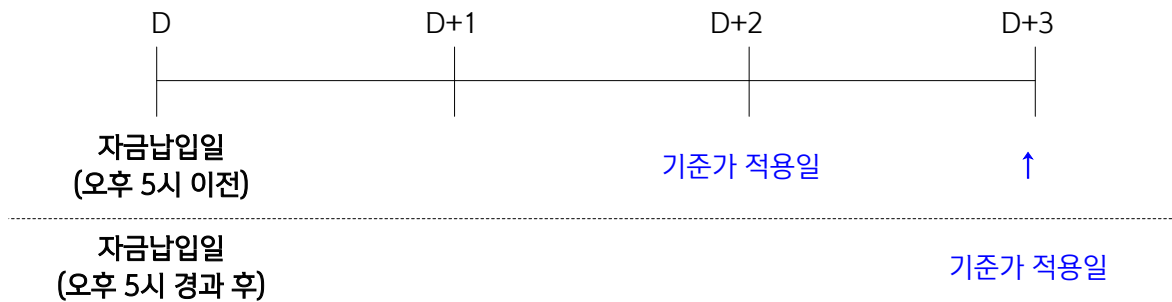 D D+1 D+2 D+3
자금납입일
(오후 5시 이전)
기준가 적용일
↑
자금납입일
(오후 5시 경과 후)
기준가 적용일